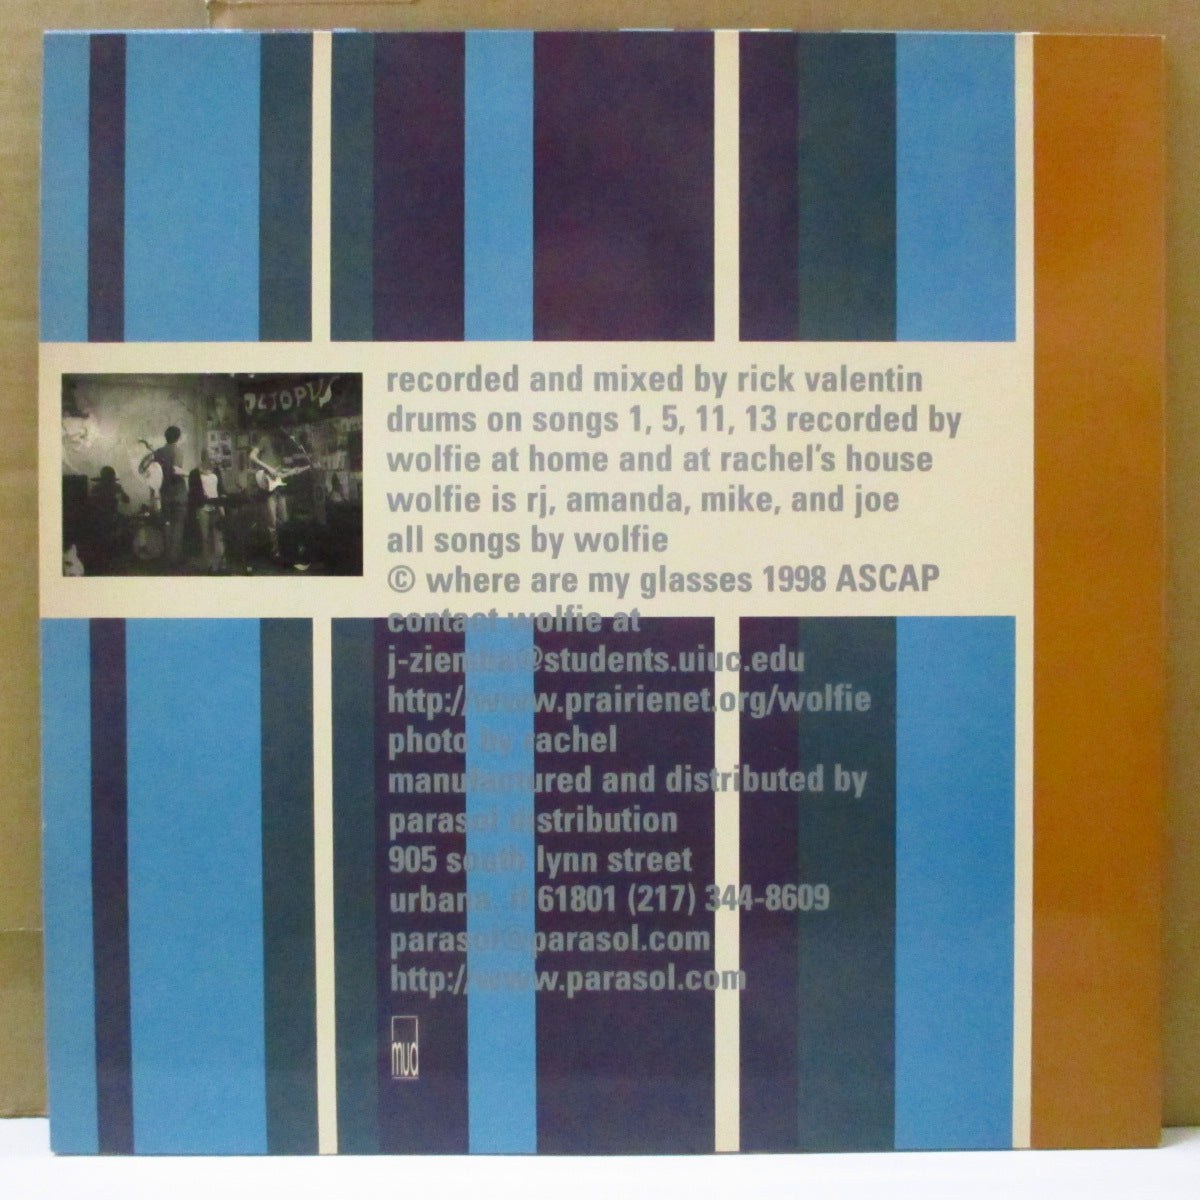 OCTOPUS
recorded and mixed by rick valentin
drums on songs 1, 5, 11, 13 recorded by
wolfie at home and at rachel's house
wolfie is rj, amanda, mike, and joe
all songs by wolfie
© where are my glasses 1998 ASCAP
contact wolfie at
j-ziemba@students.uiuc.edu
http://www.prairienet.org/wolfie
photo by rachel
manufactured and distributed by
parasol distribution
905 south lynn street
urbana, il 61801 (217) 344-8609
parasol@parasol.com
http://www.parasol.com
mud